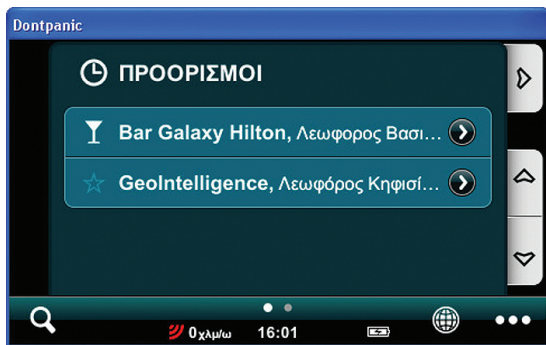 Dontpanic
ΠΡΟΟΡΙΣΜΟΙ
Bar Galaxy Hilton, Λεωφορος Βασι...
GeoIntelligence, Λεωφόρος Κηφισί...
0χλμ/ω 16:01